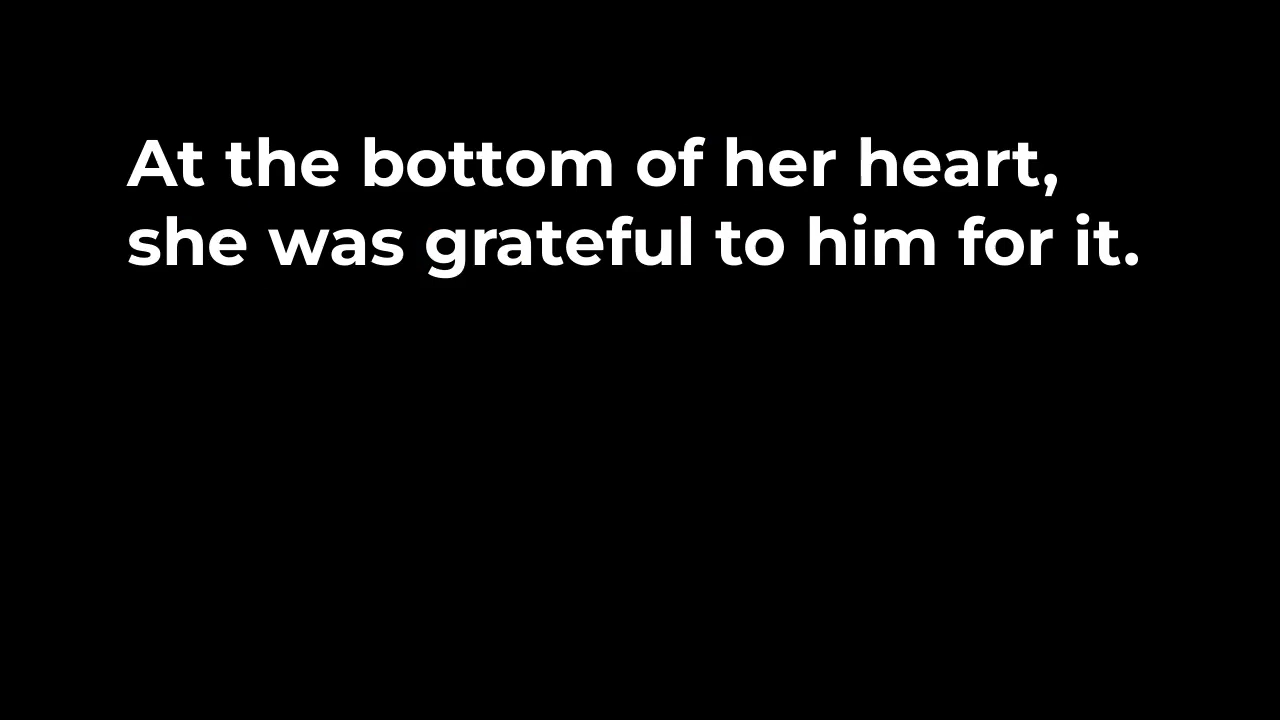 At the bottom of her heart,
she was grateful to him for it.